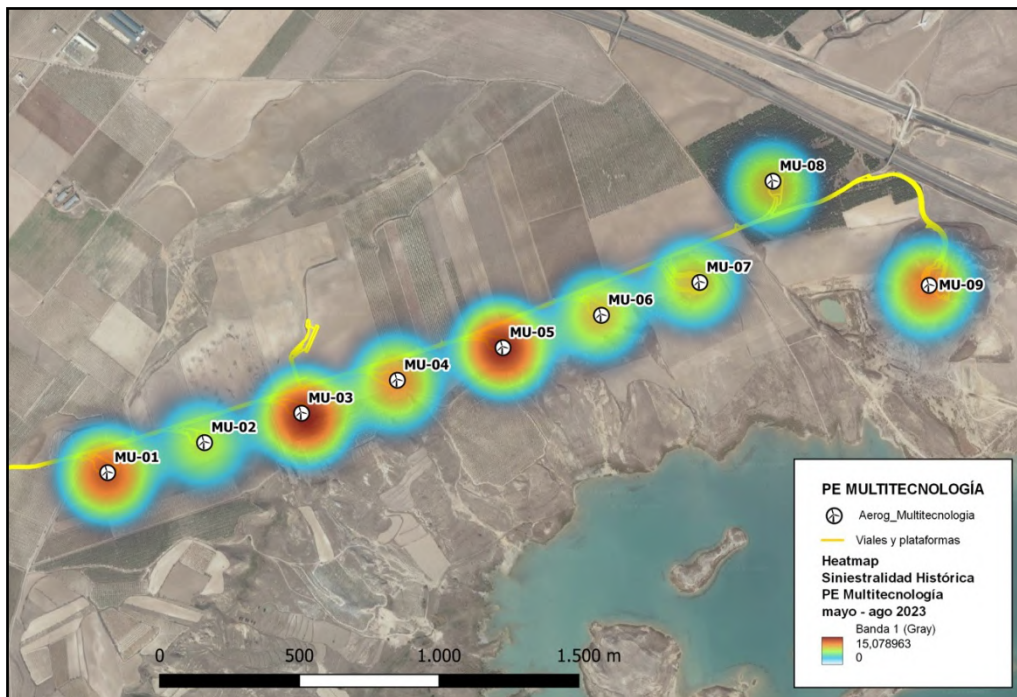 MU-08
MU-07
MU-09
MU-06
MU-05
MU-04
MU-03
MU-02
MU-01
0 500 1.000 1.500 m
PE MULTITECNOLOGÍA
Aerog_Multitecnologia
Viales y plataformas
Heatmap
Siniestralidad Histórica
PE Multitecnología
mayo - ago 2023
Banda 1 (Gray)
15,078963
0